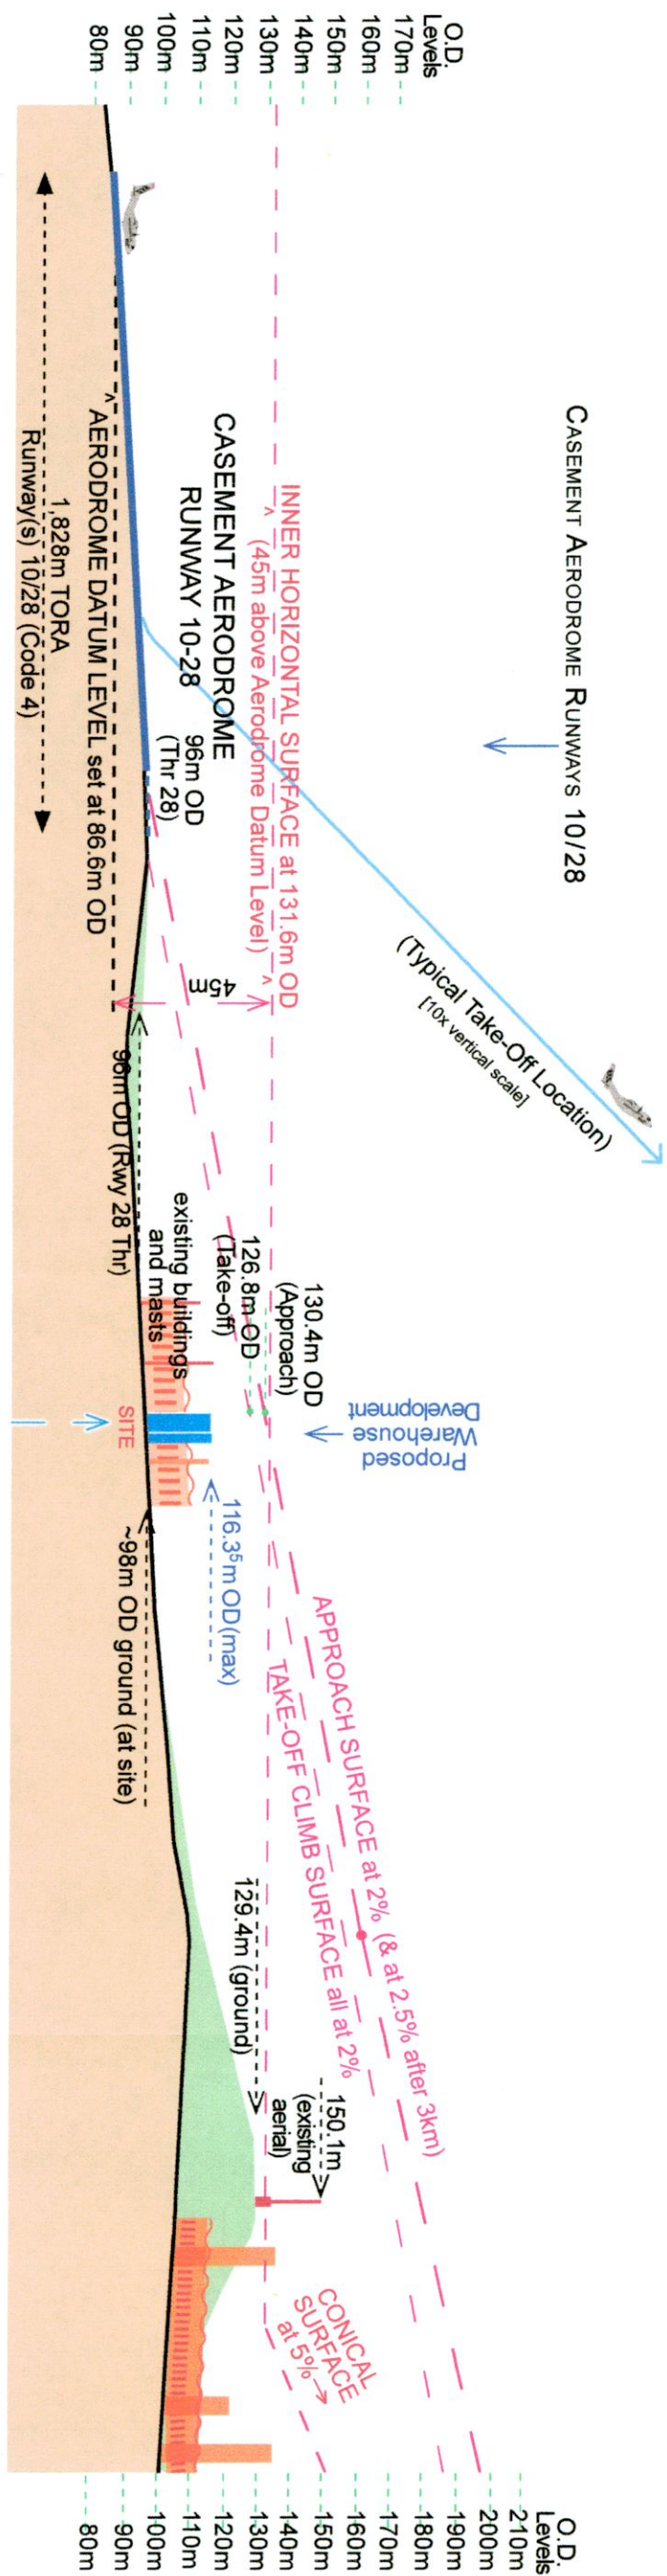 CASEMENT AERODROME RUNWAYS 10/28
(Typical Take-Off Location)
[10x vertical scale]
O.D.
Levels
170m
160m
150m
140m
130m
120m
110m
100m
90m
80m
INNER HORIZONTAL SURFACE at 131.6m OD
(45m above Aerodrome Datum Level)
CASEMENT AERODROME
RUNWAY 10-28
96m OD
(Thr 28)
45m
AERODROME DATUM LEVEL set at 86.6m OD
1,828m TORA
Runway(s) 10/28 (Code 4)
96m OD (Rwy 28 Thr)
existing buildings
and masts
130.4m OD
(Approach)
126.8m OD
(Take-off)
Proposed
Warehouse
Development
SITE
116.3⁵m OD(max)
~98m OD ground (at site)
APPROACH SURFACE at 2% (& at 2.5% after 3km)
TAKE-OFF CLIMB SURFACE all at 2%
129.4m (ground)
150.1m
(existing
aerial)
CONICAL
SURFACE
at 5%→
O.D.
Levels
210m
200m
190m
180m
170m
160m
150m
140m
130m
120m
110m
100m
90m
80m